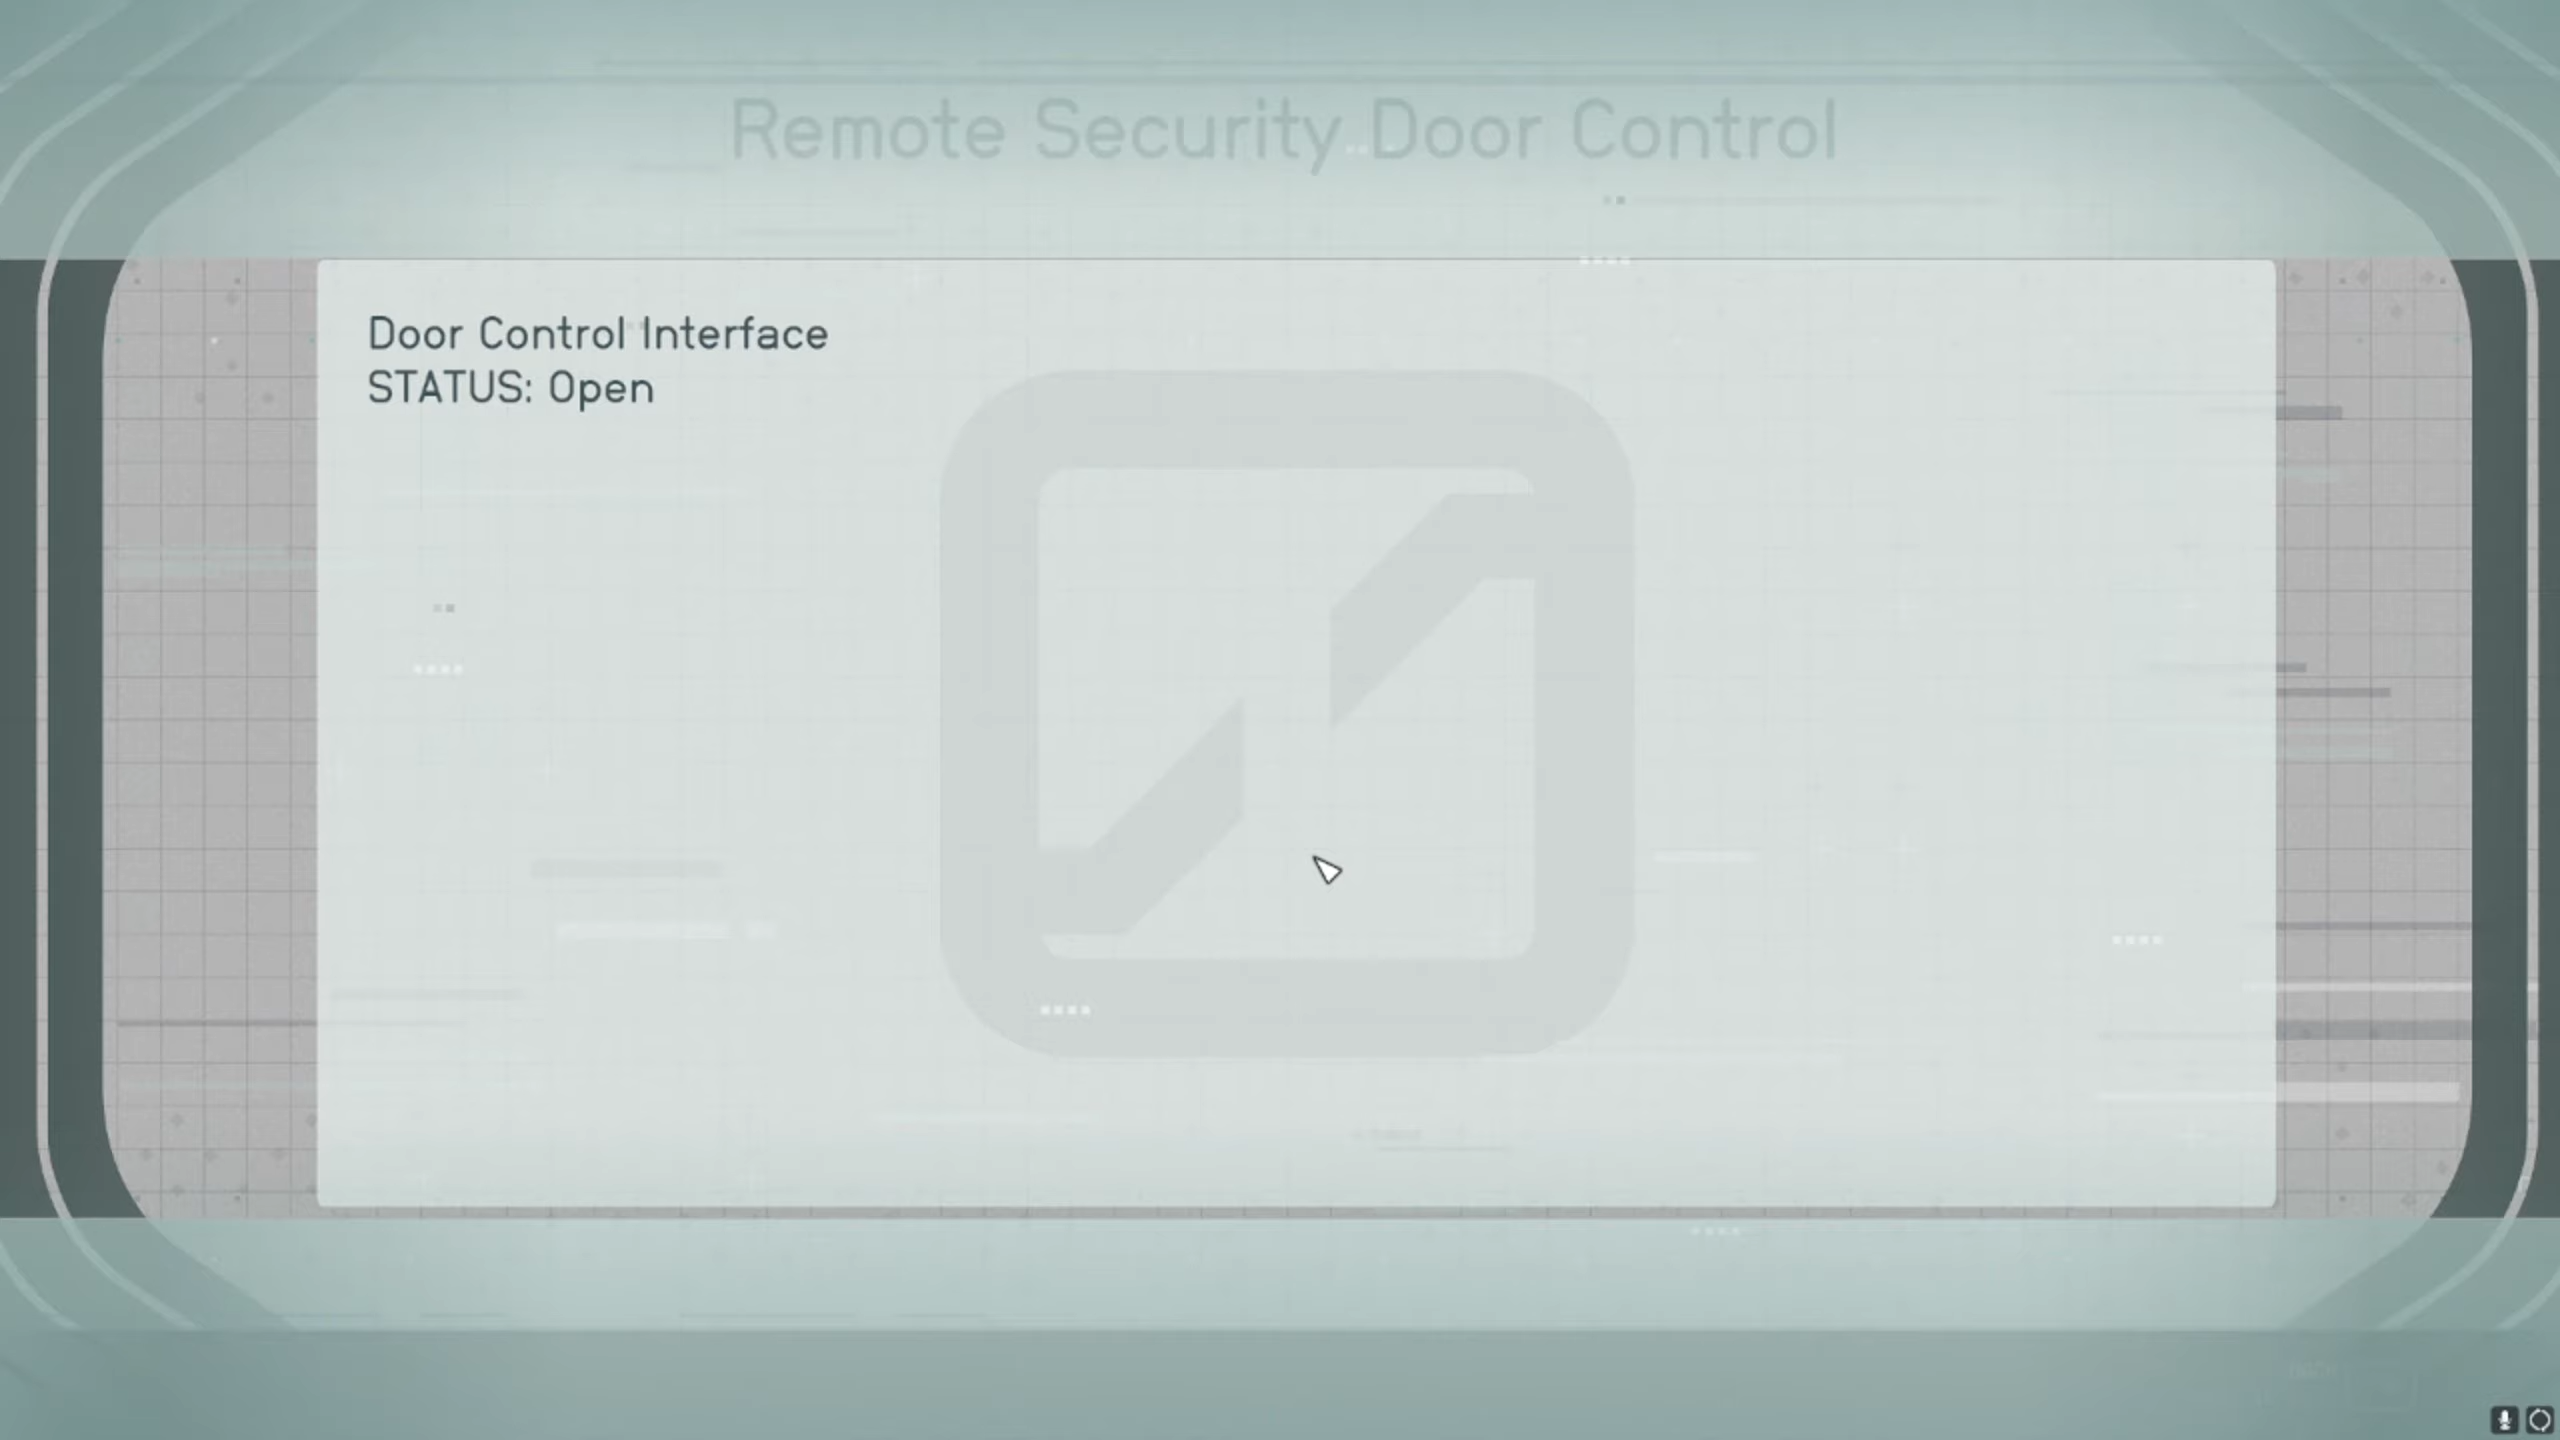 Remote Security Door Control
Door Control Interface
STATUS: Open